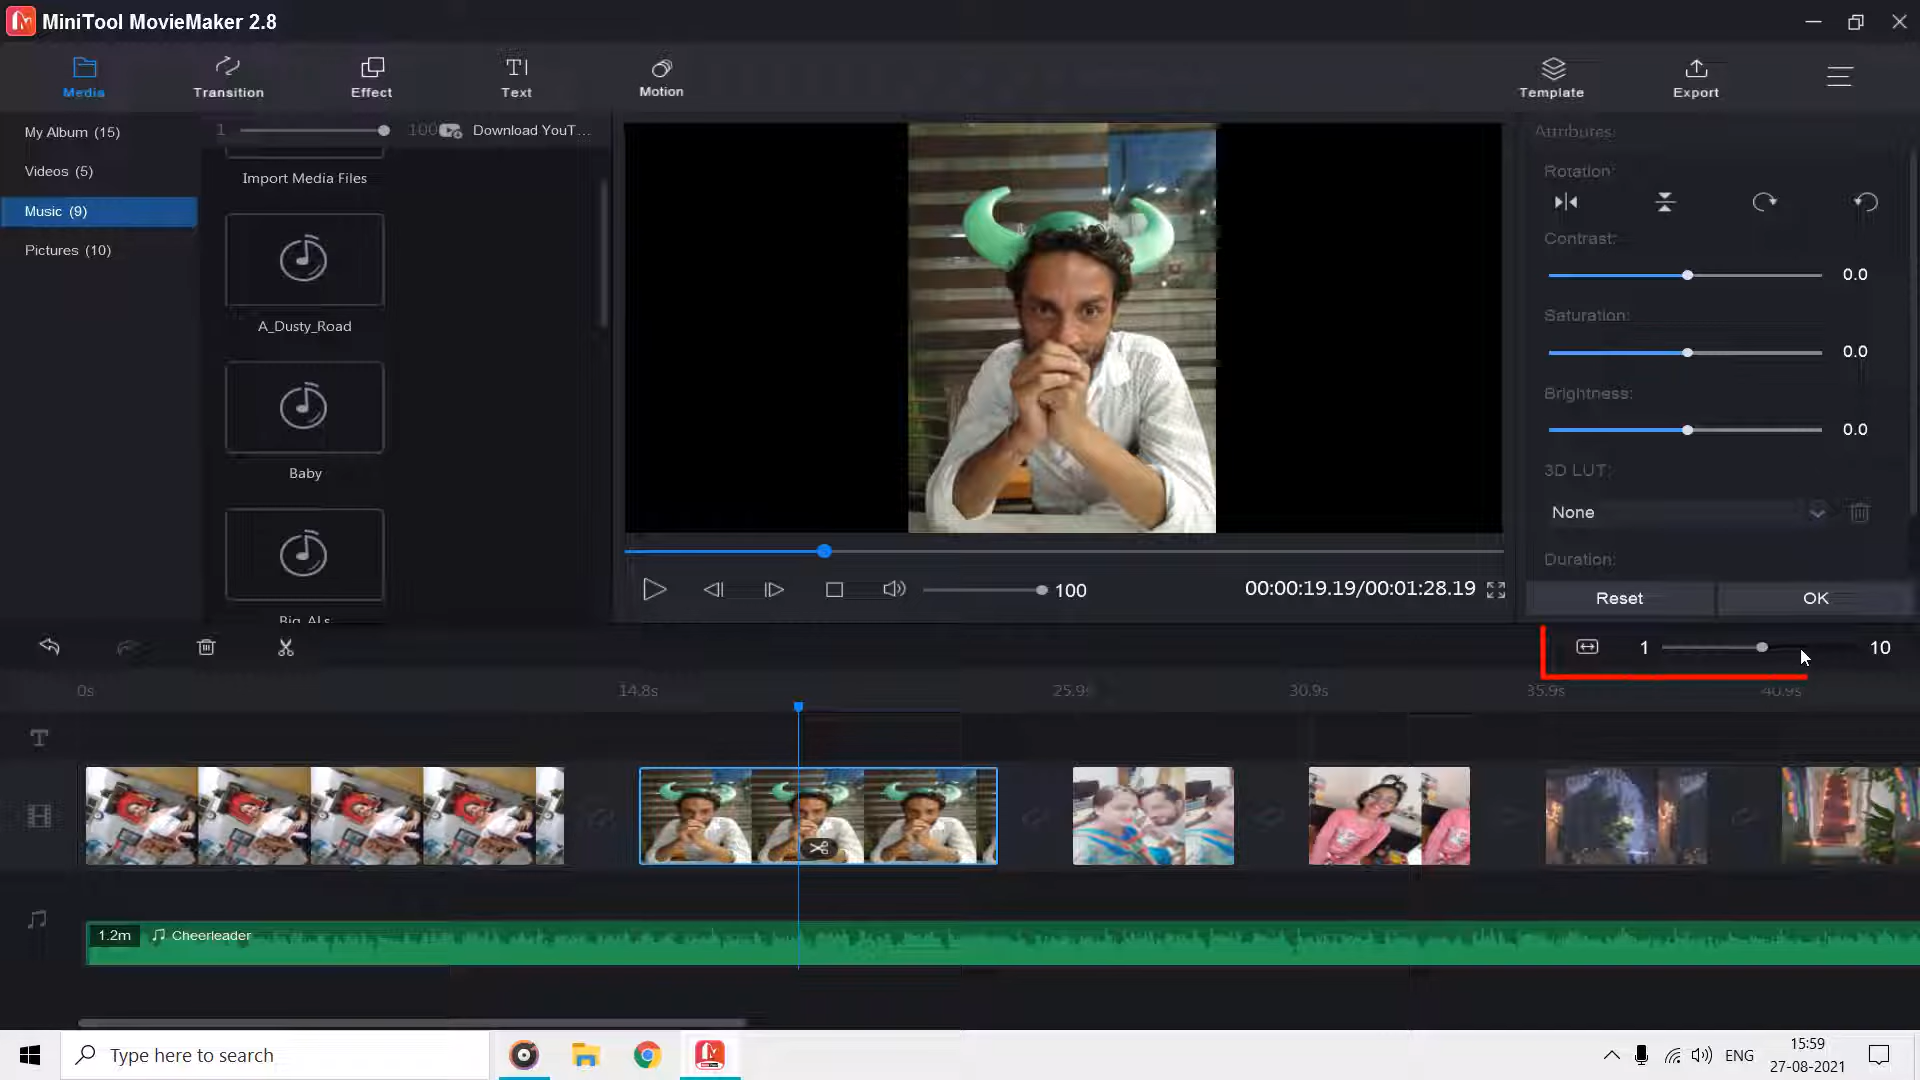 MiniTool MovieMaker 2.8
Media
Transition
Effect
Text
Motion
Template
Export
My Album (15)
Videos (5)
Music (9)
Pictures (10)
1
100
Download YouT...
Import Media Files
A_Dusty_Road
Baby
Big_ALs
Attributes:
Rotation:
Contrast:
0.0
Saturation:
0.0
Brightness:
0.0
3D LUT:
None
Duration:
Reset
OK
100
00:00:19.19/00:01:28.19
1
10
0s
14.8s
25.9s
30.9s
35.9s
40.9s
1.2m
Cheerleader
Type here to search
ENG
15:59
27-08-2021